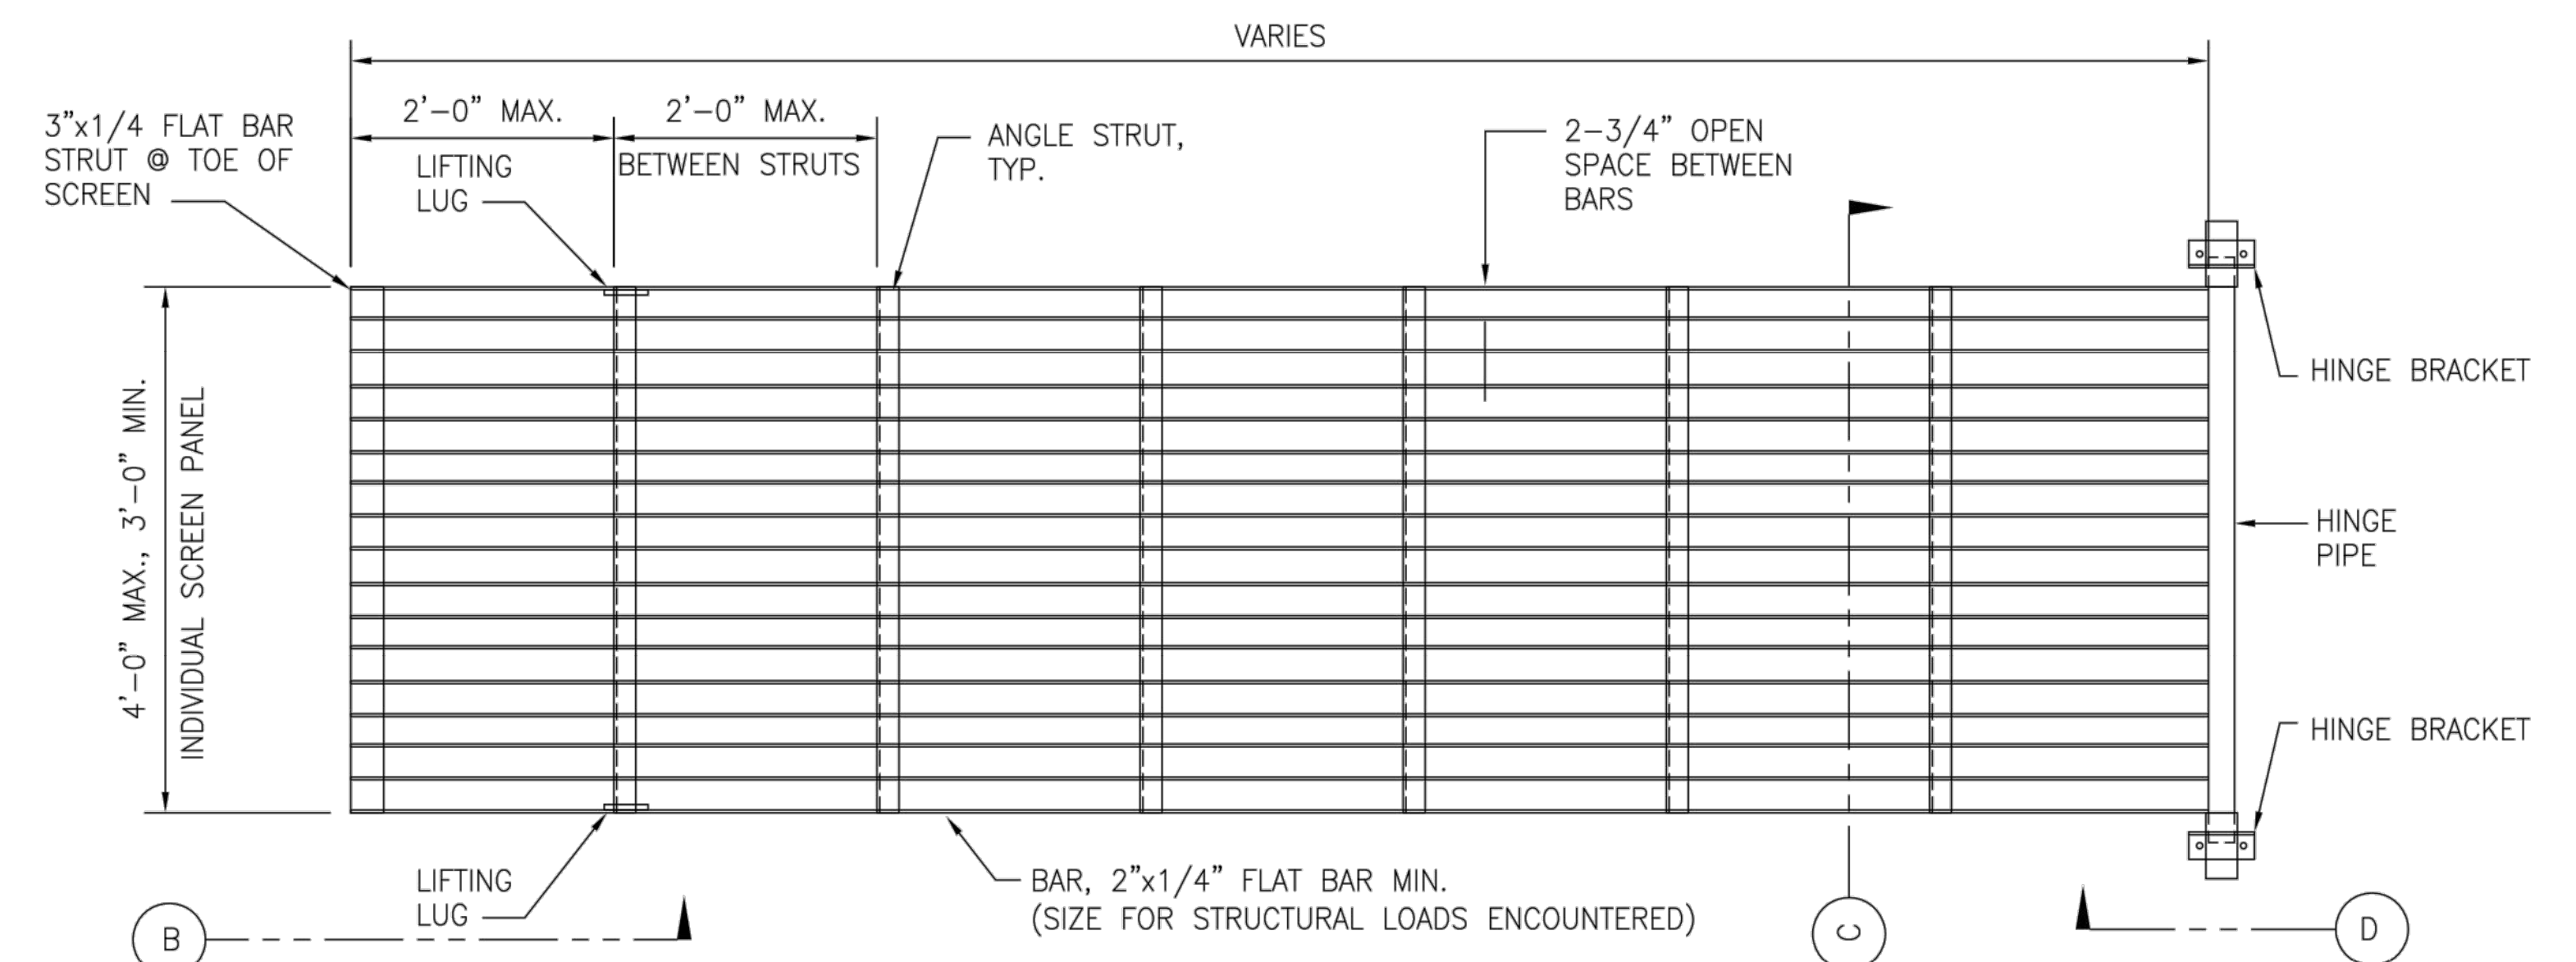 VARIES
2'-0" MAX.
2'-0" MAX.
3"x1/4 FLAT BAR
STRUT @ TOE OF
SCREEN
LIFTING
LUG
BETWEEN STRUTS
ANGLE STRUT,
TYP.
2-3/4" OPEN
SPACE BETWEEN
BARS
4'-0" MAX., 3'-0" MIN.
INDIVIDUAL SCREEN PANEL
HINGE BRACKET
HINGE
PIPE
HINGE BRACKET
LIFTING
LUG
BAR, 2"x1/4" FLAT BAR MIN.
(SIZE FOR STRUCTURAL LOADS ENCOUNTERED)
B
C
D